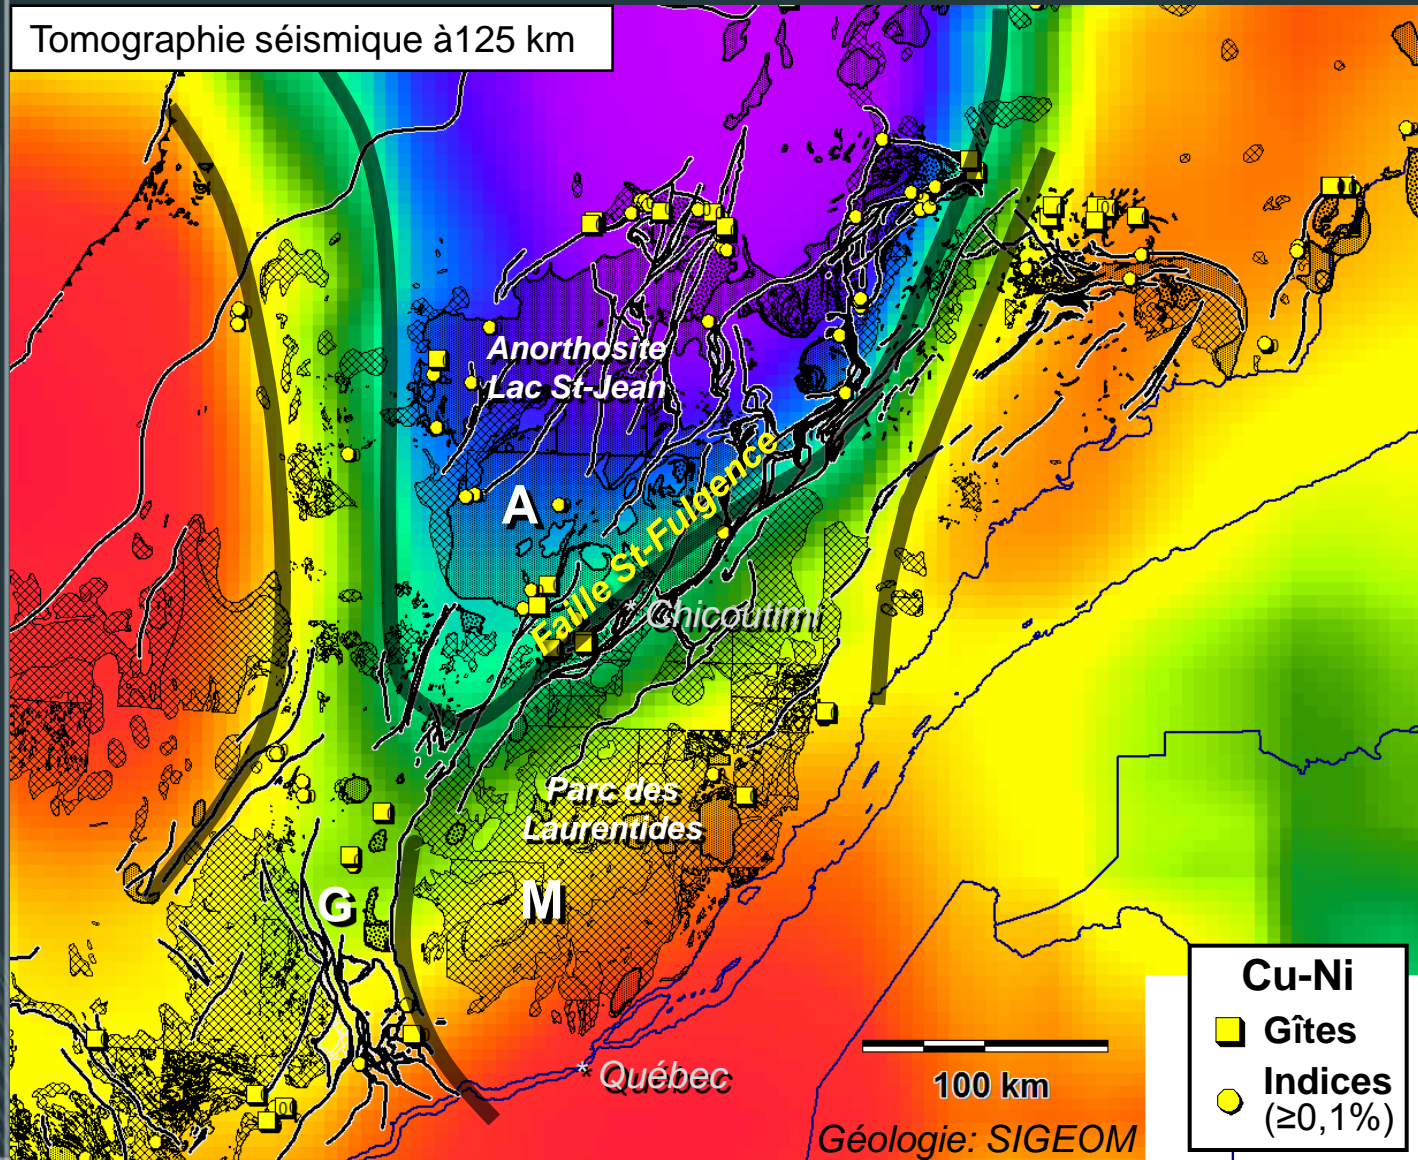 Tomographie séismique à125 km
Anorthosite
Lac St-Jean
A
Faille St-Fulgence
* Chicoutimi
Parc des
Laurentides
G
M
* Québec
100 km
Géologie: SIGEOM
Cu-Ni
Gîtes
Indices
(≥0,1%)